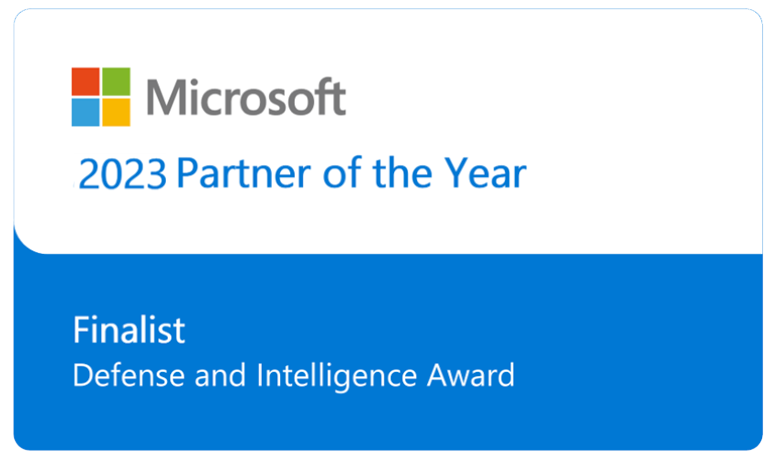 Microsoft
2023 Partner of the Year
Finalist
Defense and Intelligence Award